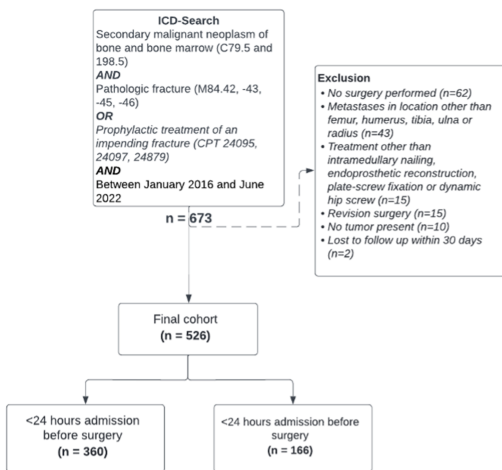 ICD-Search
Secondary malignant neoplasm of
bone and bone marrow (C79.5 and
198.5)
AND
Pathologic fracture (M84.42, -43,
-45, -46)
OR
Prophylactic treatment of an
impending fracture (CPT 24095,
24097, 24879)
AND
Between January 2016 and June
2022
n = 673
Exclusion
• No surgery performed (n=62)
• Metastases in location other than
femur, humerus, tibia, ulna or
radius (n=43)
• Treatment other than
intramedullary nailing,
endoprosthetic reconstruction,
plate-screw fixation or dynamic
hip screw (n=15)
• Revision surgery (n=15)
• No tumor present (n=10)
• Lost to follow up within 30 days
(n=2)
Final cohort
(n = 526)
<24 hours admission
before surgery
(n = 360)
<24 hours admission before
surgery
(n = 166)